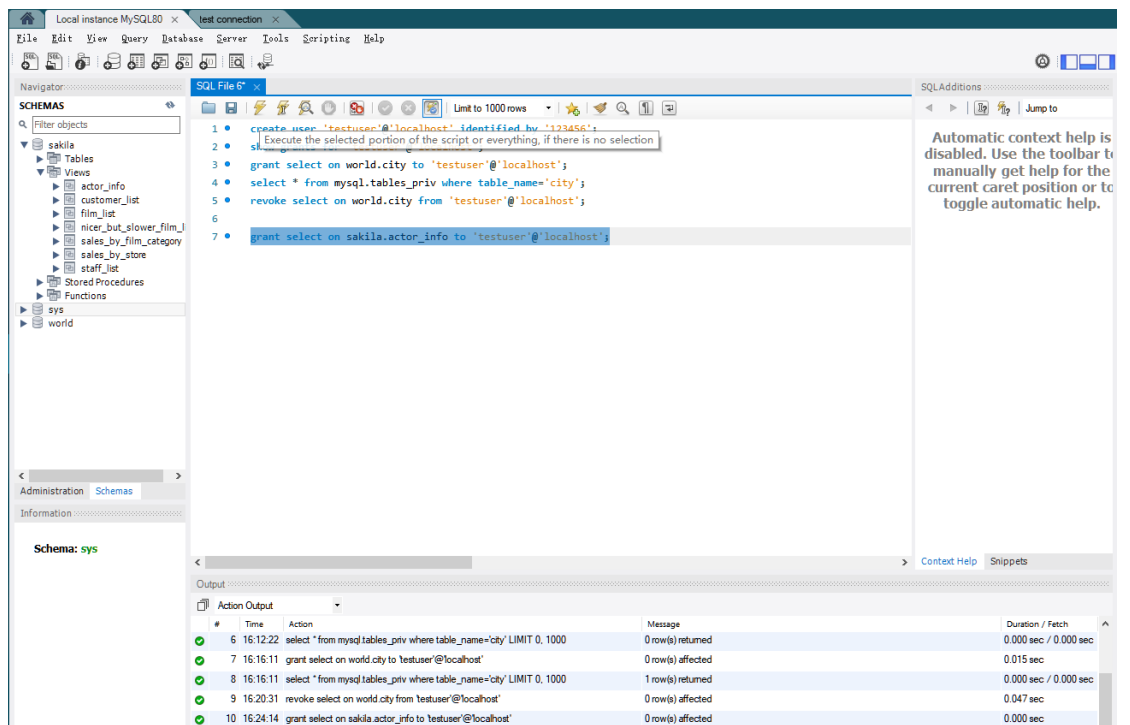 Local instance MySQL80 ×
test connection ×
File Edit View Query Database Server Tools Scripting Help
Navigator
SCHEMAS
Filter objects
sakila
Tables
Views
actor_info
customer_list
film_list
nicer_but_slower_film_l
sales_by_film_category
sales_by_store
staff_list
Stored Procedures
Functions
sys
world
Administration Schemas
Information
Schema: sys
SQL File 6* ×
Limit to 1000 rows
1 create user 'testuser'@'localhost' identified by '123456';
Execute the selected portion of the script or everything, if there is no selection
2
3 grant select on world.city to 'testuser'@'localhost';
4 select * from mysql.tables_priv where table_name='city';
5 revoke select on world.city from 'testuser'@'localhost';
6
7 grant select on sakila.actor_info to 'testuser'@'localhost';
SQLAdditions
Jump to
Automatic context help is
disabled. Use the toolbar to
manually get help for the
current caret position or to
toggle automatic help.
Context Help Snippets
Output
Action Output
# Time Action Message Duration / Fetch
6 16:12:22 select * from mysql.tables_priv where table_name='city' LIMIT 0, 1000 0 row(s) returned 0.000 sec / 0.000 sec
7 16:16:11 grant select on world.city to 'testuser'@'localhost' 0 row(s) affected 0.015 sec
8 16:16:11 select * from mysql.tables_priv where table_name='city' LIMIT 0, 1000 1 row(s) returned 0.000 sec / 0.000 sec
9 16:20:31 revoke select on world.city from 'testuser'@'localhost' 0 row(s) affected 0.047 sec
10 16:24:14 grant select on sakila.actor_info to 'testuser'@'localhost' 0 row(s) affected 0.000 sec